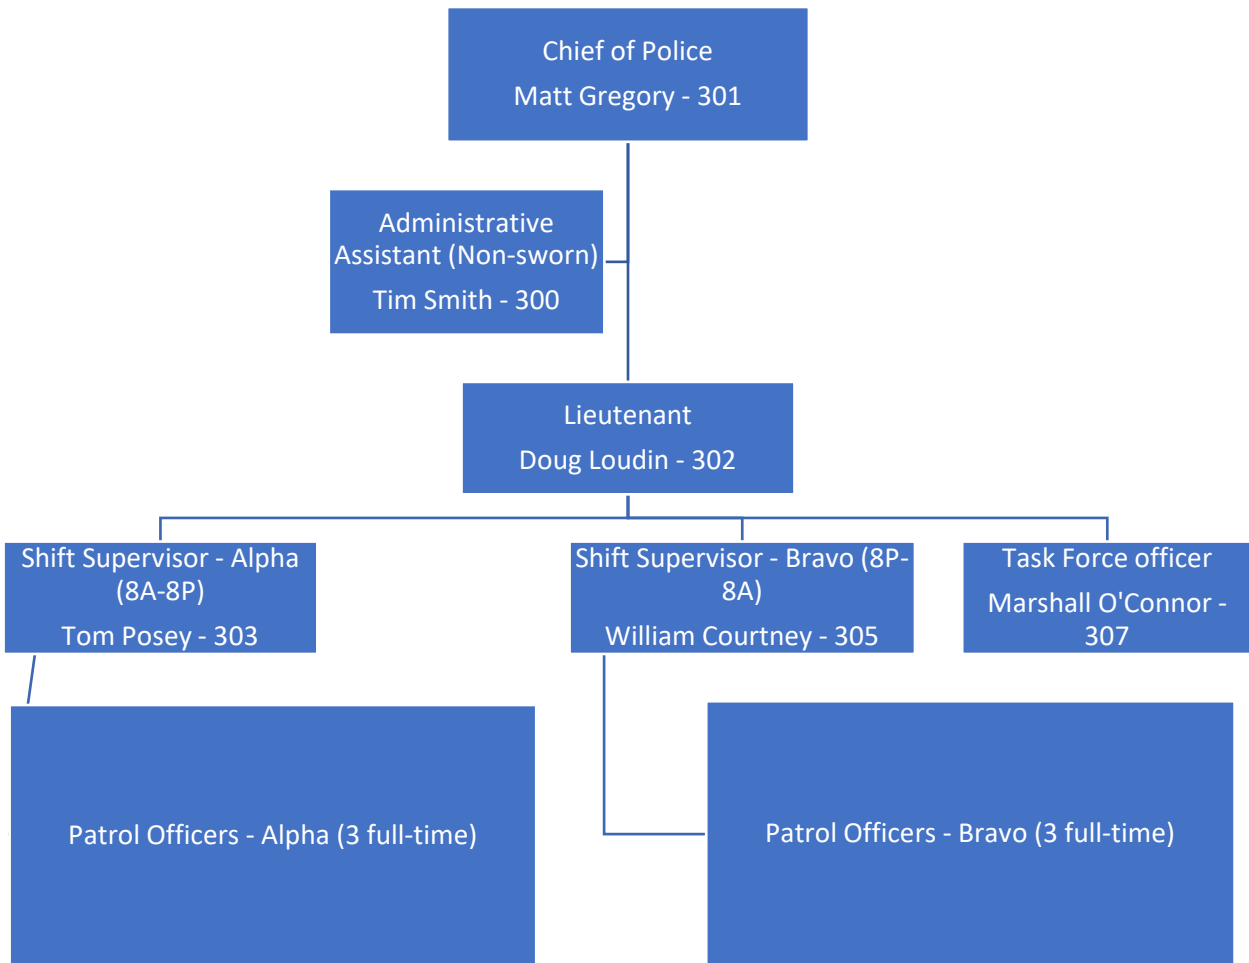 Chief of Police
Matt Gregory - 301
Administrative
Assistant (Non-sworn)
Tim Smith - 300
Lieutenant
Doug Loudin - 302
Shift Supervisor - Alpha
(8A-8P)
Tom Posey - 303
Shift Supervisor - Bravo (8P-
8A)
William Courtney - 305
Task Force officer
Marshall O'Connor -
307
Patrol Officers - Alpha (3 full-time)
Patrol Officers - Bravo (3 full-time)